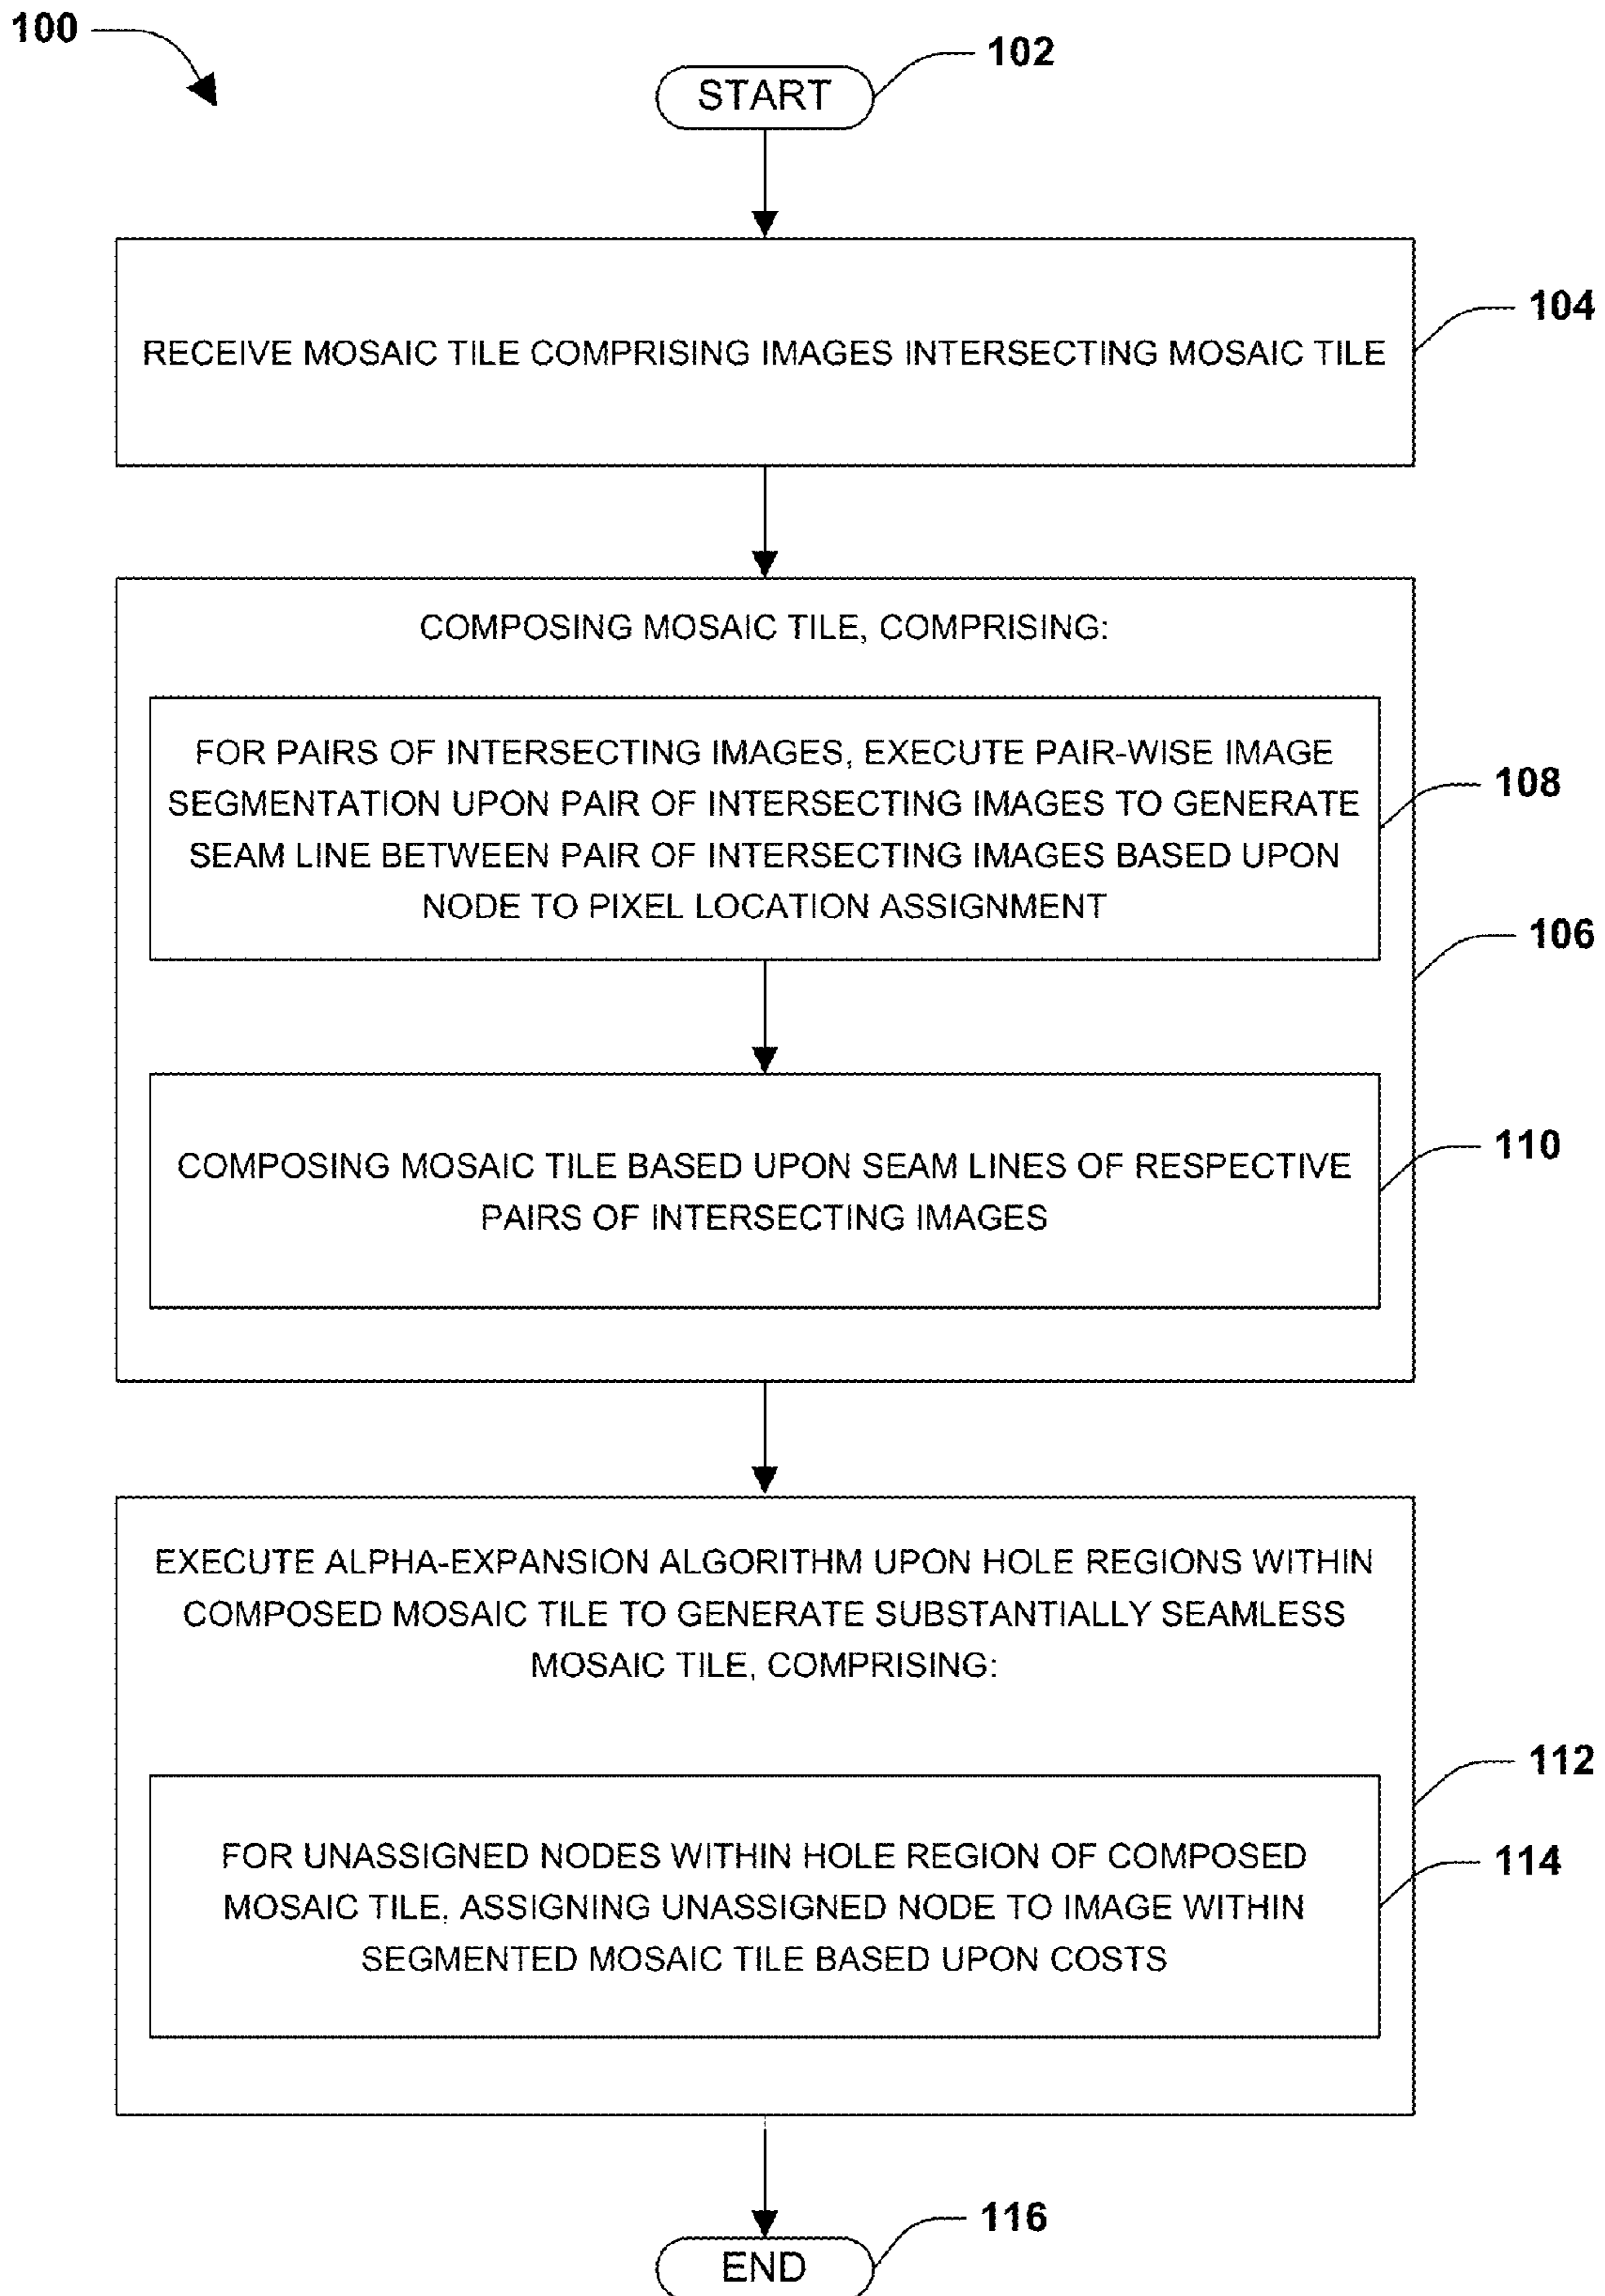 100
START
102
RECEIVE MOSAIC TILE COMPRISING IMAGES INTERSECTING MOSAIC TILE
104
COMPOSING MOSAIC TILE, COMPRISING:
FOR PAIRS OF INTERSECTING IMAGES, EXECUTE PAIR-WISE IMAGE
SEGMENTATION UPON PAIR OF INTERSECTING IMAGES TO GENERATE
SEAM LINE BETWEEN PAIR OF INTERSECTING IMAGES BASED UPON
NODE TO PIXEL LOCATION ASSIGNMENT
108
106
COMPOSING MOSAIC TILE BASED UPON SEAM LINES OF RESPECTIVE
PAIRS OF INTERSECTING IMAGES
110
EXECUTE ALPHA-EXPANSION ALGORITHM UPON HOLE REGIONS WITHIN
COMPOSED MOSAIC TILE TO GENERATE SUBSTANTIALLY SEAMLESS
MOSAIC TILE, COMPRISING:
112
FOR UNASSIGNED NODES WITHIN HOLE REGION OF COMPOSED
MOSAIC TILE, ASSIGNING UNASSIGNED NODE TO IMAGE WITHIN
SEGMENTED MOSAIC TILE BASED UPON COSTS
114
116
END